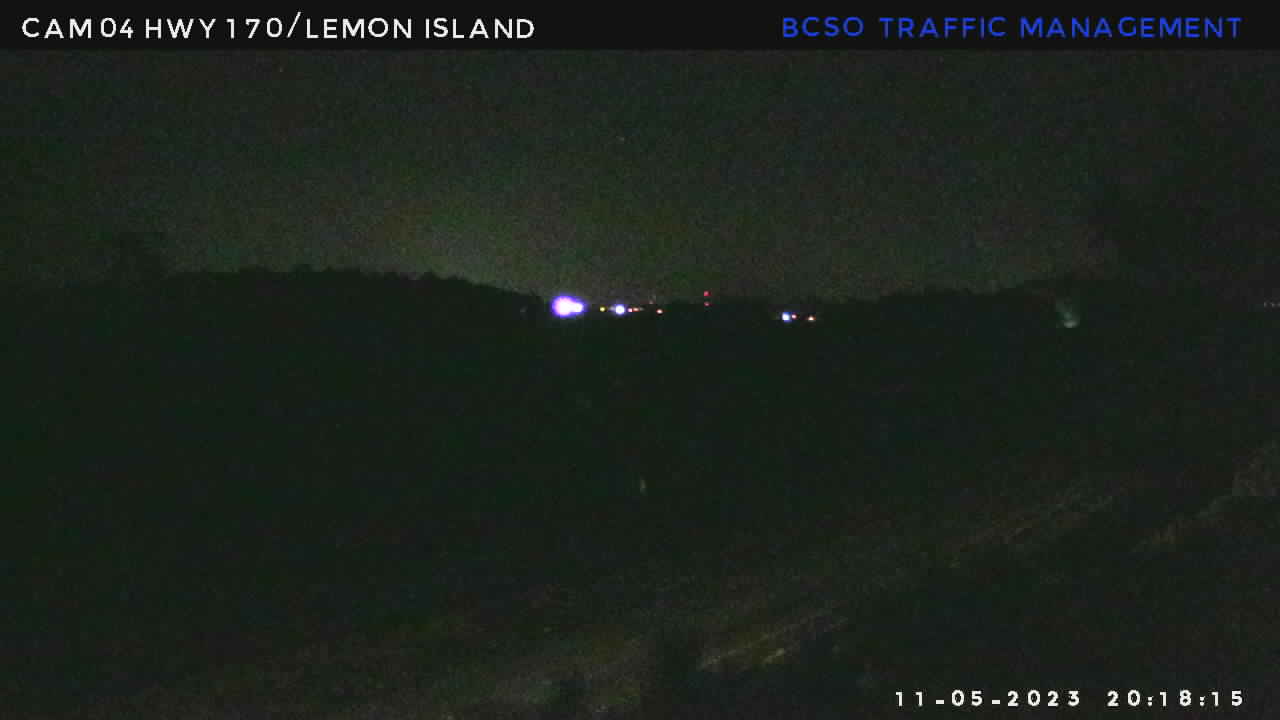 CAM04 HWY 170/LEMON ISLAND
BCSO TRAFFIC MANAGEMENT
11-05-2023 20:18:15